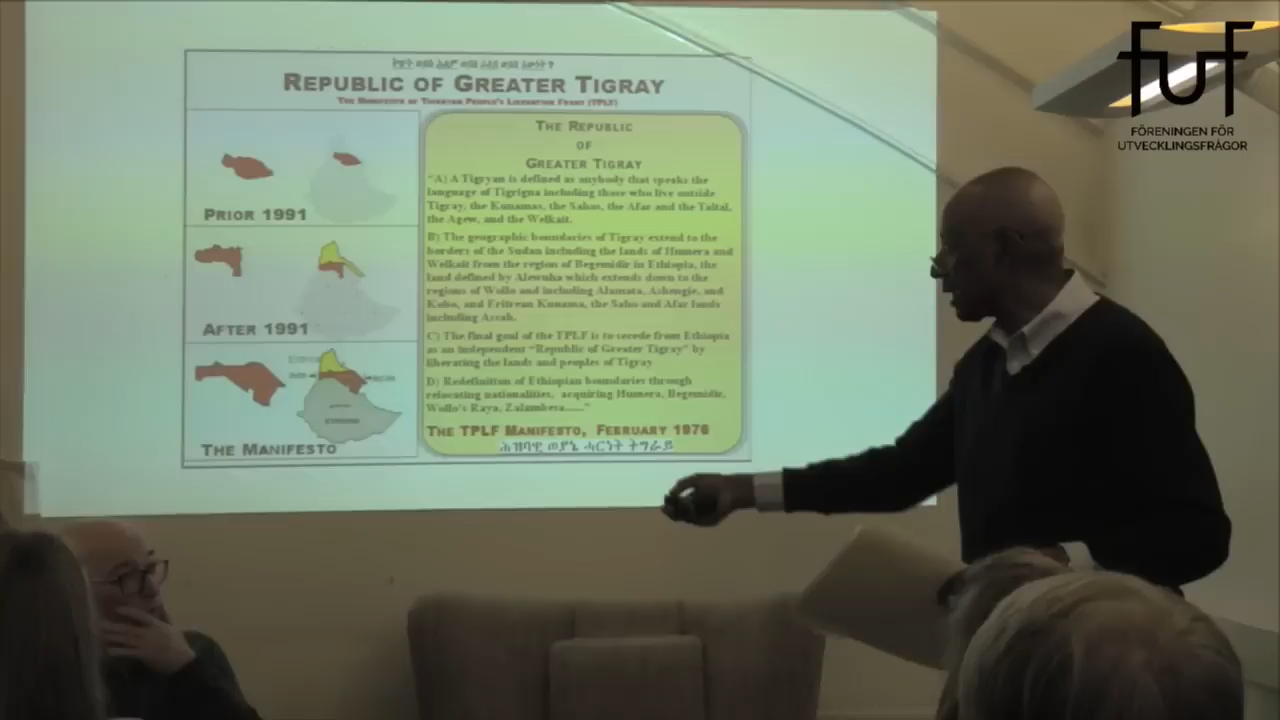 REPUBLIC OF GREATER TIGRAY
THE MANIFESTO OF TIGRAYAN PEOPLE'S LIBERATION FRONT (TPLF)
PRIOR 1991
AFTER 1991
THE MANIFESTO
THE REPUBLIC
OF
GREATER TIGRAY
"A) A Tigryan is defined as anybody that speaks the
language of Tigrigna including those who live outside
Tigray, the Kunamas, the Sahos, the Afar and the Taltal,
the Agew, and the Welkait.
B) The geographic boundaries of Tigray extend to the
borders of the Sudan including the lands of Humera and
Welkait from the region of Begemidir in Ethiopia, the
land defined by Alewuha which extends down to the
regions of Wollo and including Alamata, Ashengie, and
Kobo, and Eritrean Kunama, the Saho and Afar lands
including Assab.
C) The final goal of the TPLF is to secede from Ethiopia
as an independent "Republic of Greater Tigray" by
liberating the lands and peoples of Tigray
D) Redefinition of Ethiopian boundaries through
relocating nationalities, acquiring Humera, Begemidir,
Wollo's Raya, Zalambesa......"
THE TPLF MANIFESTO, FEBRUARY 1976
ሕዝባዊ ወያኔ ሓርነት ትግራይ
FUF
FÖRENINGEN FÖR
UTVECKLINGSFRÅGOR